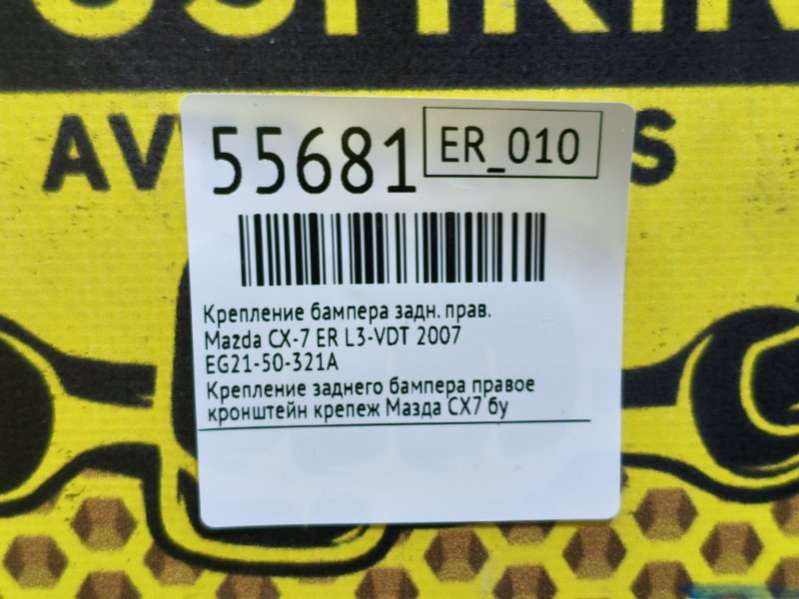 55681
ER_010
Крепление бампера задн. прав.
Mazda CX-7 ER L3-VDT 2007
EG21-50-321A
Крепление заднего бампера правое
кронштейн крепеж Мазда СХ7 бу